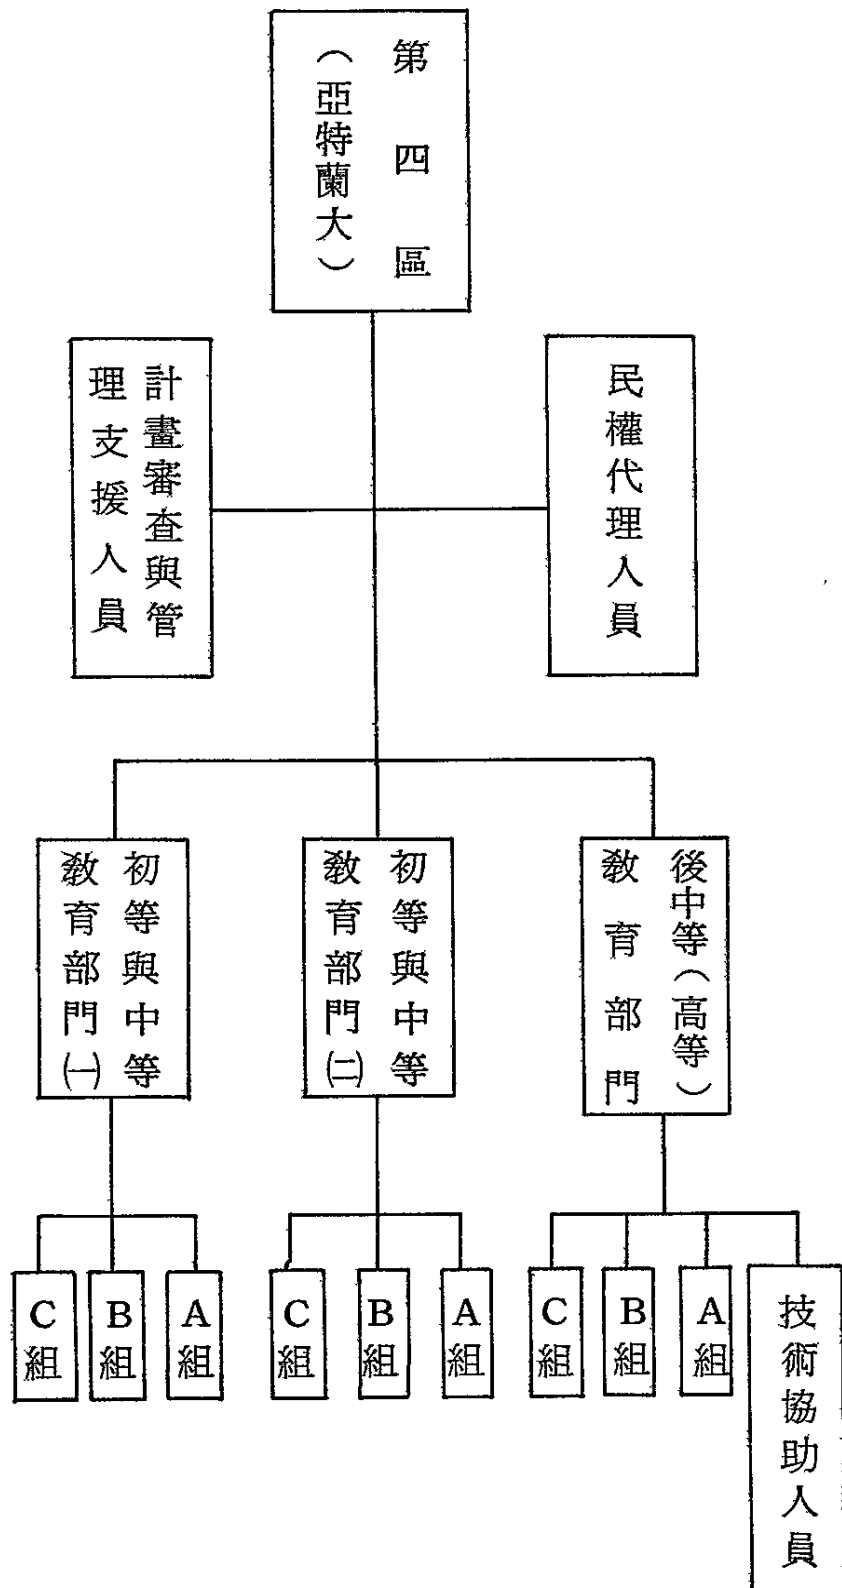 第四區
（亞特蘭大）
民權代理人員
計畫審查與管
理支援人員
後中等（高等）
教育部門
初等與中等
教育部門㈡
初等與中等
教育部門㈠
技術協助人員
A組
B組
C組
A組
B組
C組
A組
B組
C組